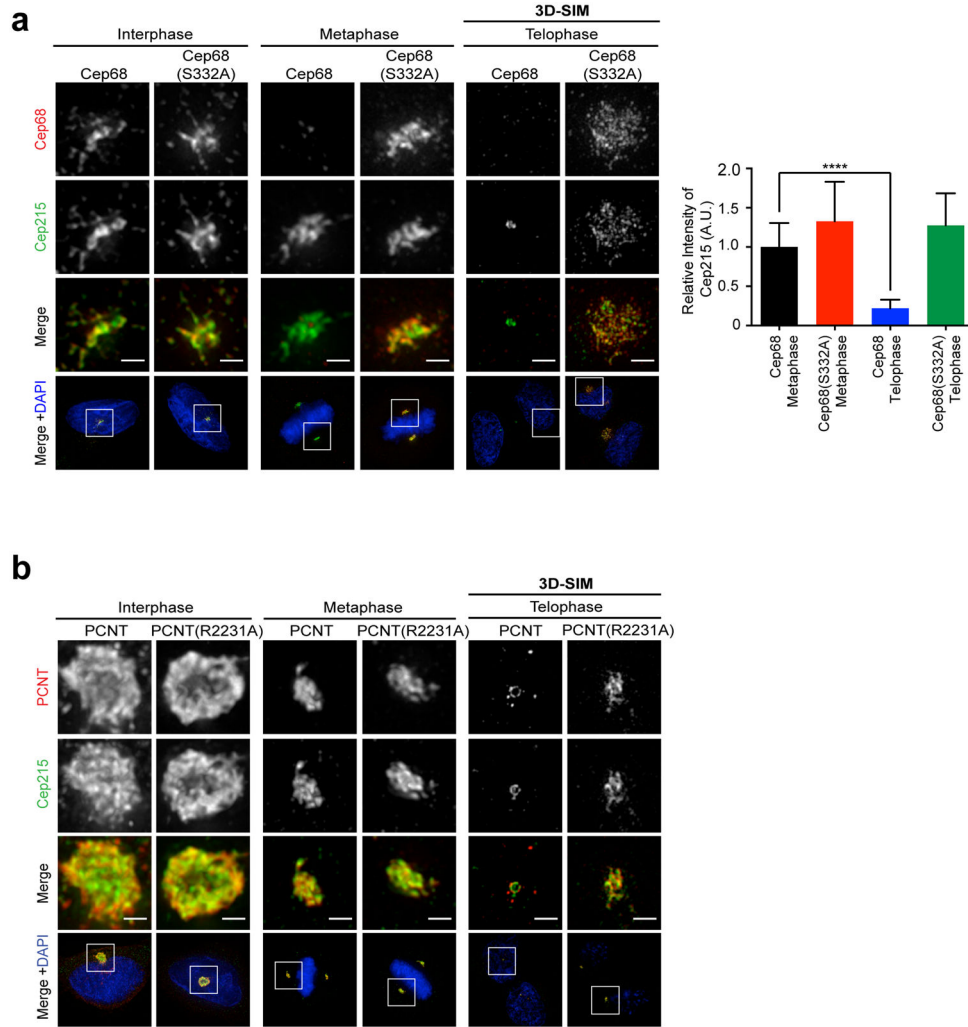 a
3D-SIM
Interphase Metaphase Telophase
Cep68 Cep68 (S332A) Cep68 Cep68 (S332A) Cep68 Cep68 (S332A)
Cep68
Cep215
Merge
Merge +DAPI
Relative Intensity of
Cep215 (A.U.)
2.0
1.5
1.0
0.5
0
****
Cep68
Metaphase
Cep68(S332A)
Metaphase
Cep68
Telophase
Cep68(S332A)
Telophase
b
3D-SIM
Interphase Metaphase Telophase
PCNT PCNT(R2231A) PCNT PCNT(R2231A) PCNT PCNT(R2231A)
PCNT
Cep215
Merge
Merge +DAPI